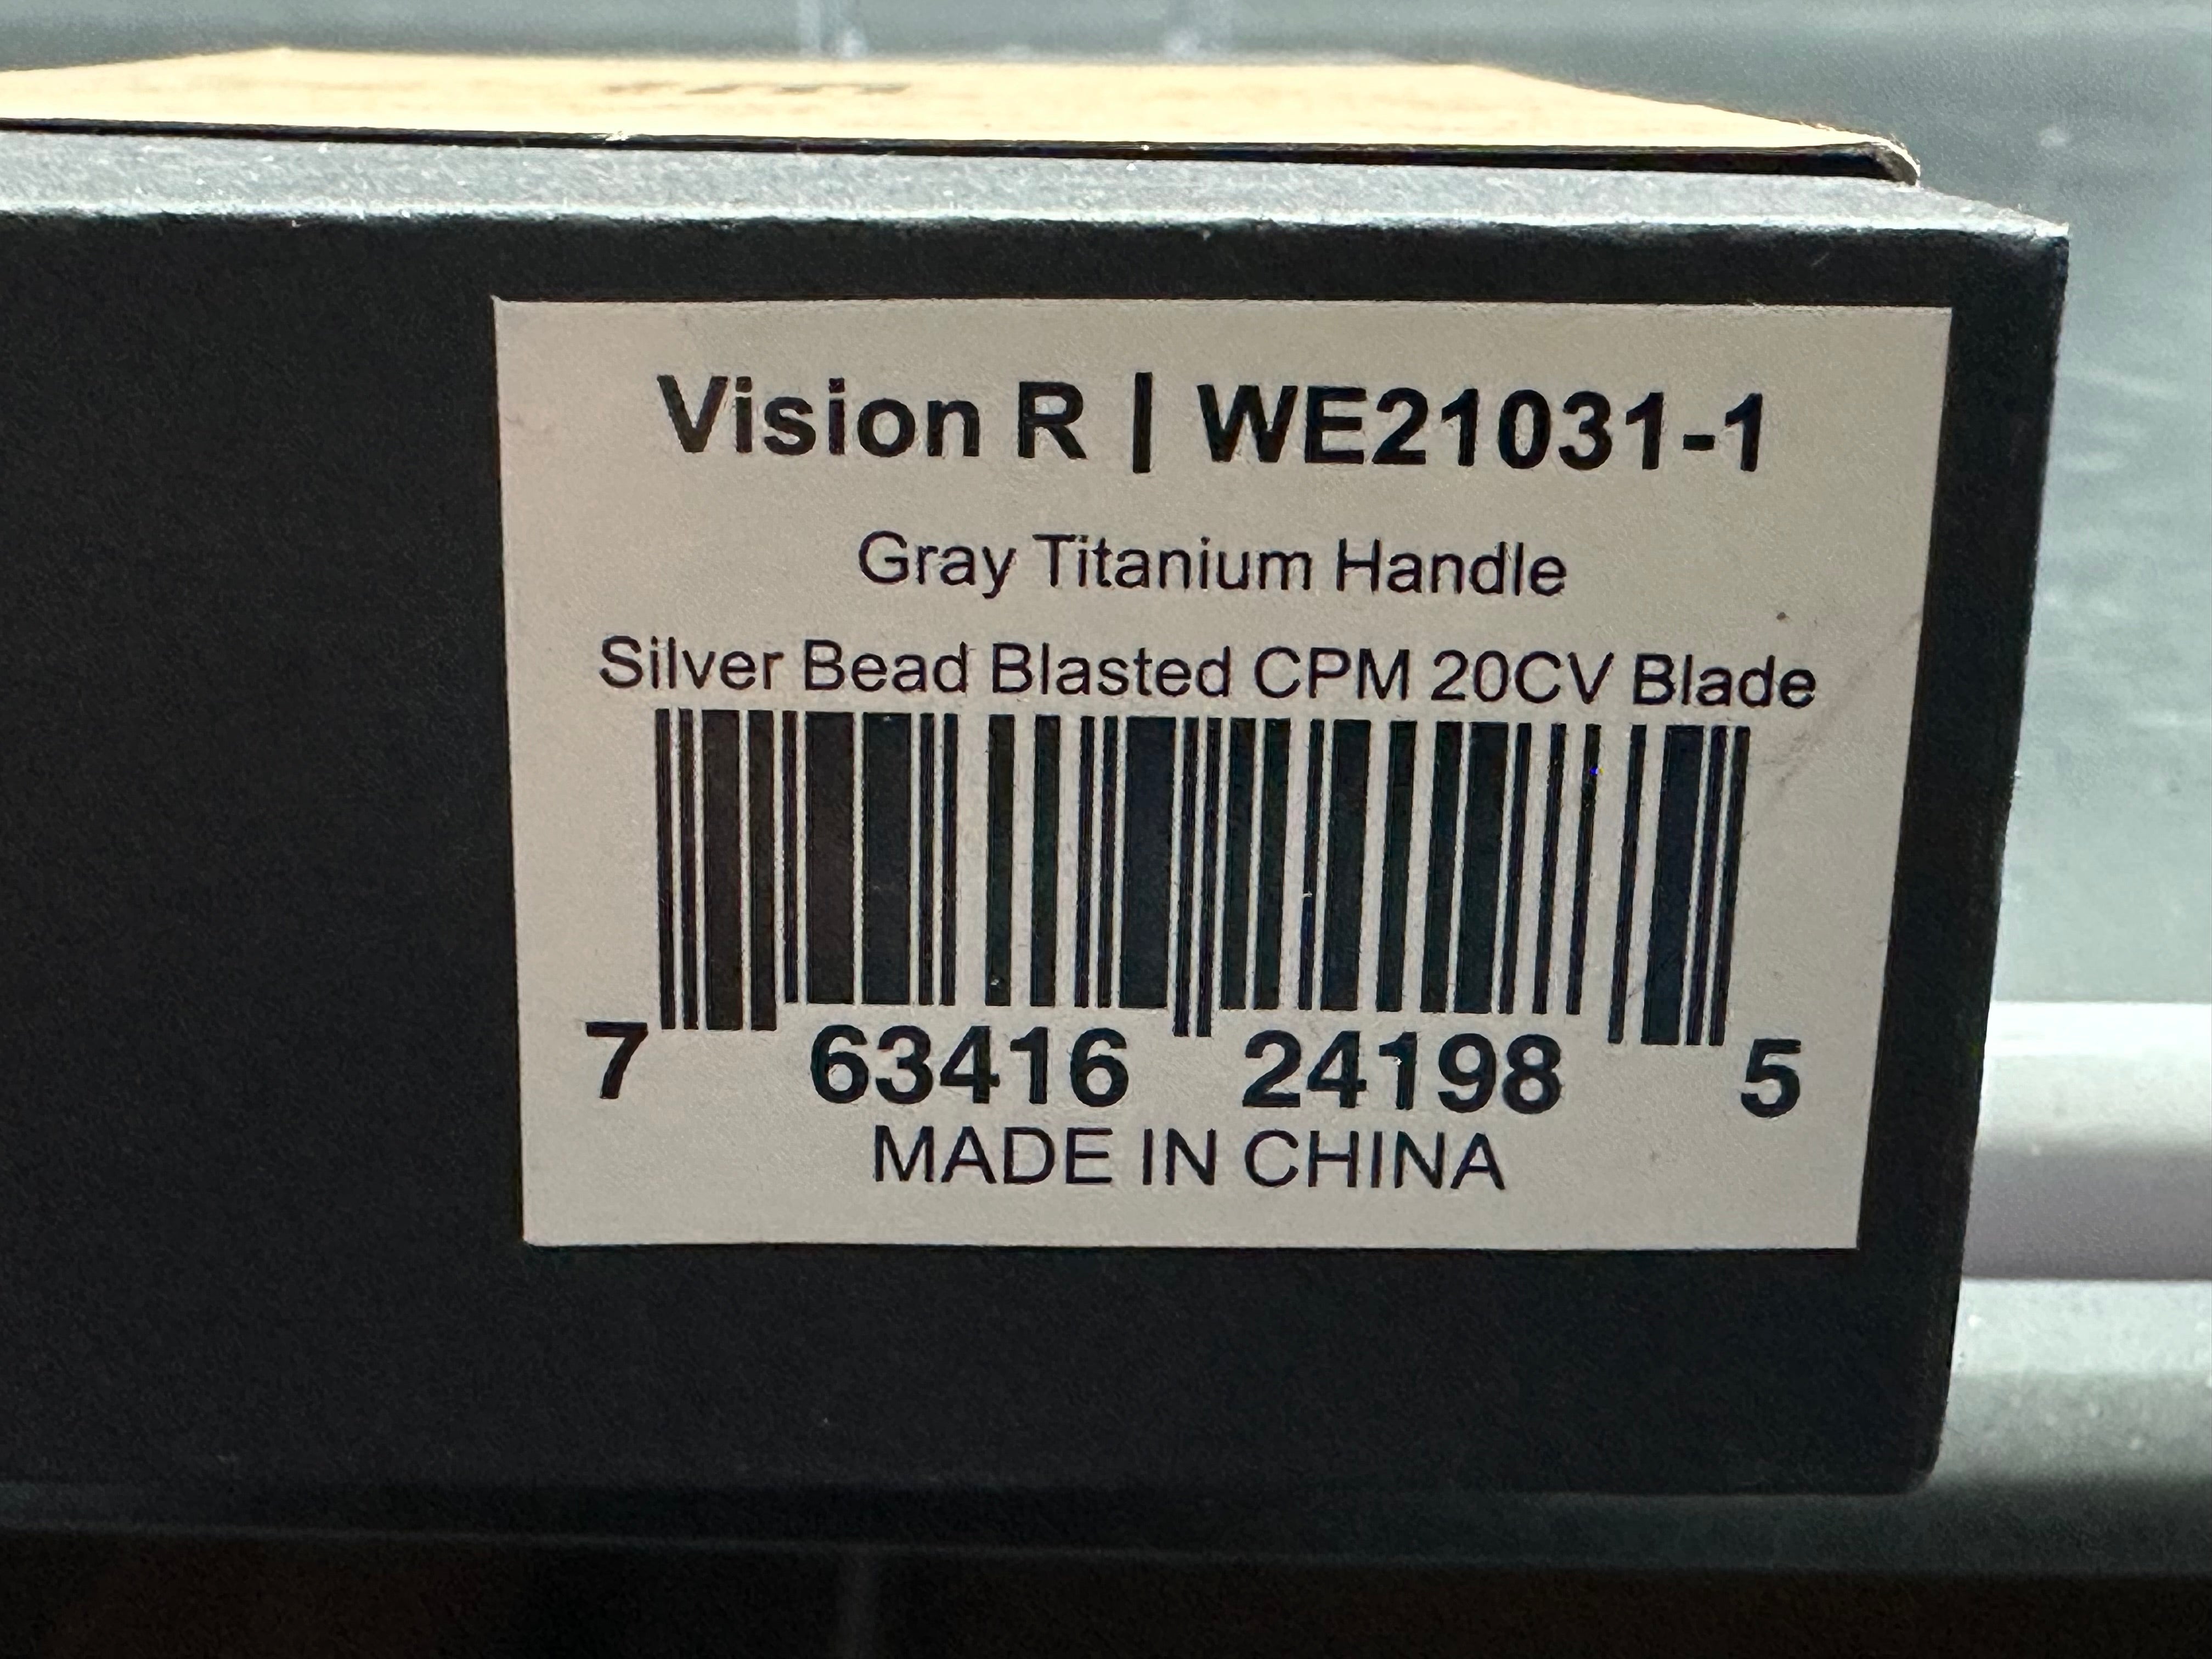 Vision R | WE21031-1
Gray Titanium Handle
Silver Bead Blasted CPM 20CV Blade
7 63416 24198 5
MADE IN CHINA